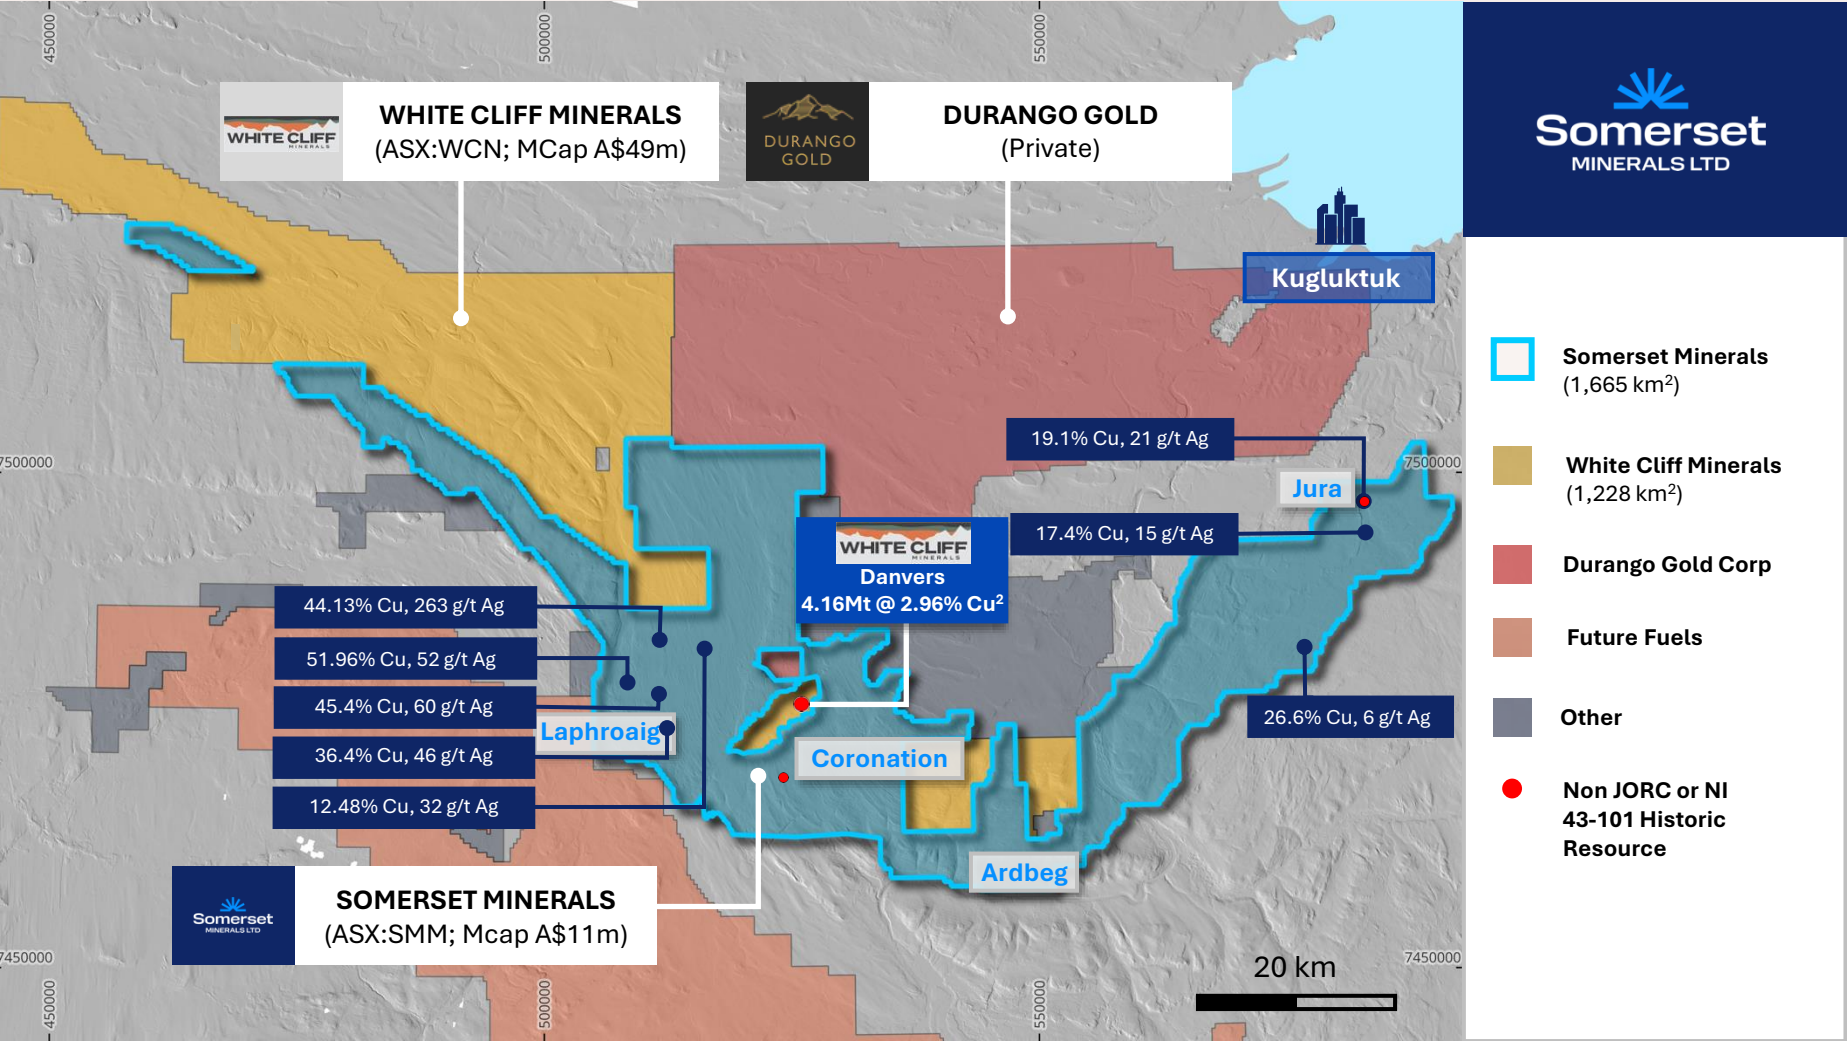 450000
500000
550000
WHITE CLIFF
MINERALS
WHITE CLIFF MINERALS
(ASX:WCN; MCap A$49m)
DURANGO
GOLD
DURANGO GOLD
(Private)
Somerset
MINERALS LTD
Kugluktuk
Somerset Minerals
(1,665 km²)
White Cliff Minerals
(1,228 km²)
Durango Gold Corp
Future Fuels
Other
Non JORC or NI
43-101 Historic
Resource
7500000
7500000
19.1% Cu, 21 g/t Ag
Jura
17.4% Cu, 15 g/t Ag
WHITE CLIFF
MINERALS
Danvers
4.16Mt @ 2.96% Cu²
44.13% Cu, 263 g/t Ag
51.96% Cu, 52 g/t Ag
45.4% Cu, 60 g/t Ag
Laphroaig
36.4% Cu, 46 g/t Ag
12.48% Cu, 32 g/t Ag
26.6% Cu, 6 g/t Ag
Coronation
Ardbeg
Somerset
MINERALS LTD
SOMERSET MINERALS
(ASX:SMM; Mcap A$11m)
7450000
7450000
20 km
450000
500000
550000